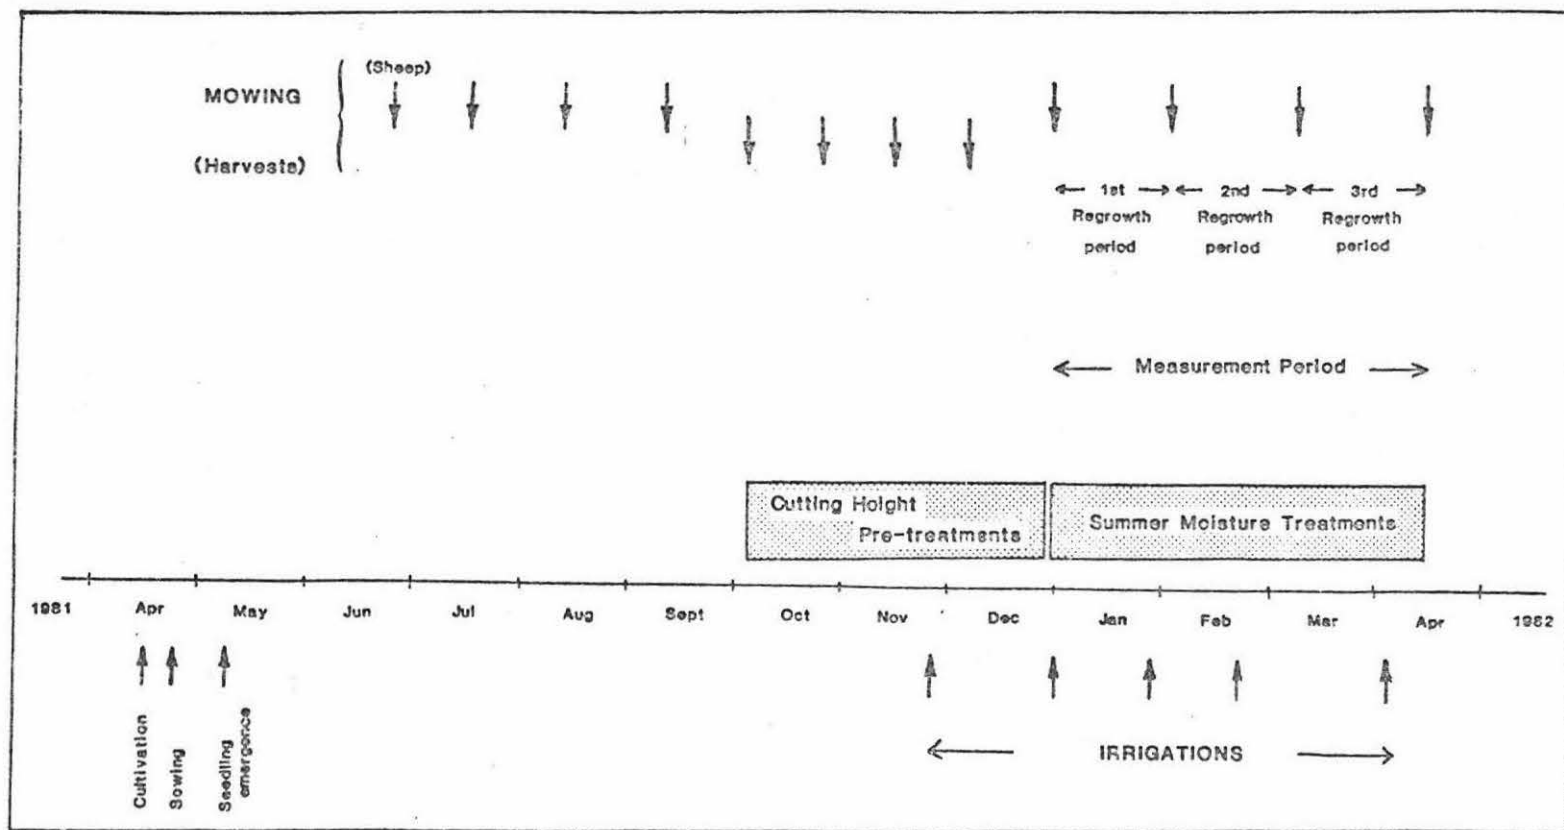 (Sheep)
MOWING
(Harvests)
1st
Regrowth
period
2nd
Regrowth
period
3rd
Regrowth
period
Measurement Period
Cutting Height
Pre-treatments
Summer Moisture Treatments
1981 Apr May Jun Jul Aug Sept Oct Nov Dec Jan Feb Mar Apr 1982
Cultivation
Sowing
Seedling
emergence
IRRIGATIONS